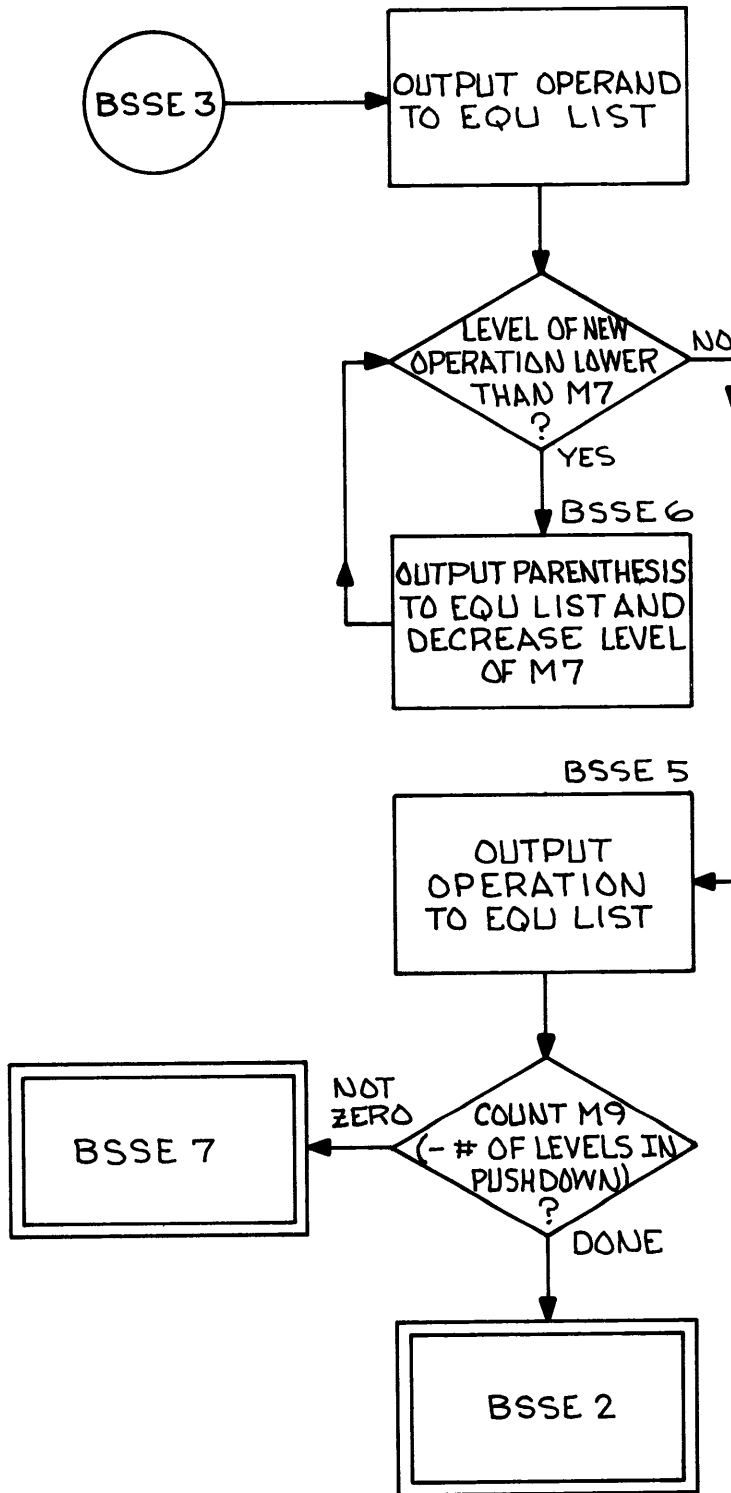 BSSE 3
OUTPUT OPERAND
TO EQU LIST
LEVEL OF NEW
OPERATION LOWER
THAN M7
?
NO
YES
BSSE 6
OUTPUT PARENTHESIS
TO EQU LIST AND
DECREASE LEVEL
OF M7
BSSE 5
OUTPUT
OPERATION
TO EQU LIST
NOT
ZERO
COUNT M9
(- # OF LEVELS IN
PUSHDOWN)
?
BSSE 7
DONE
BSSE 2